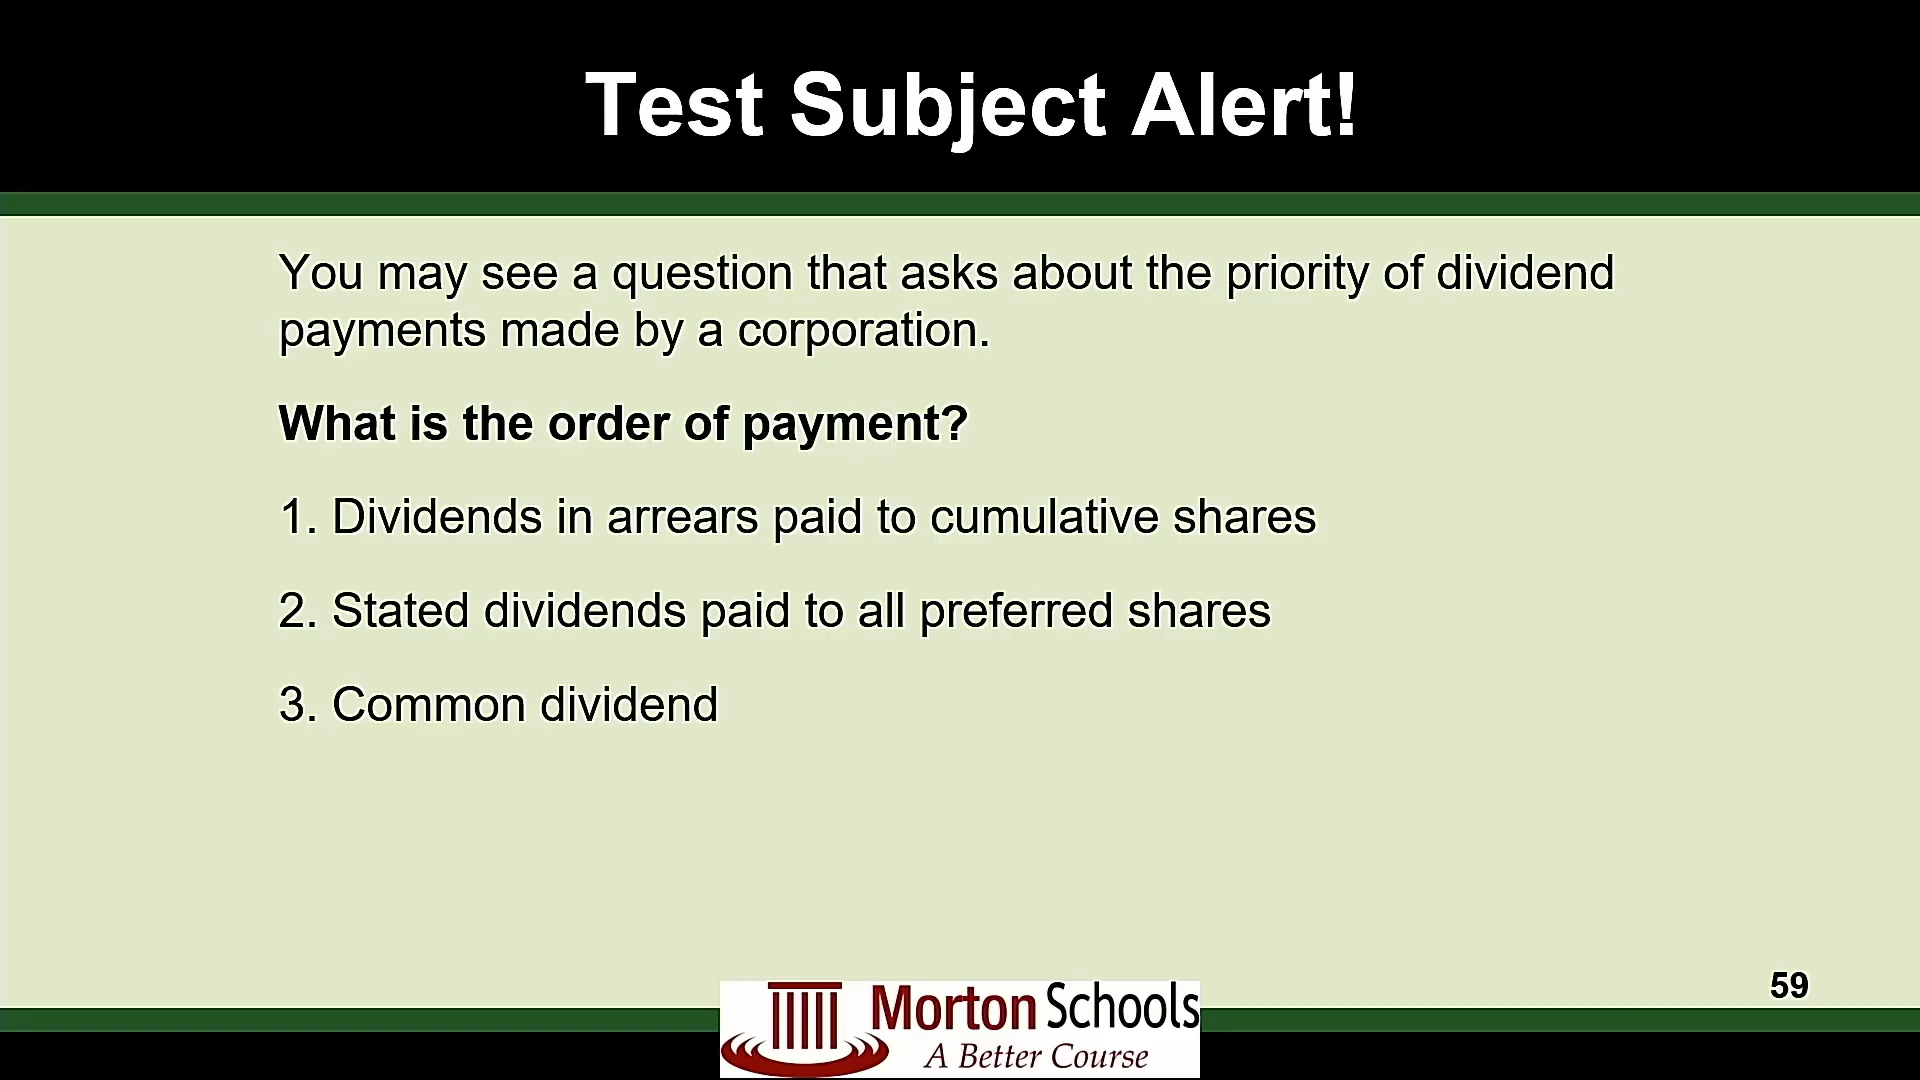 Test Subject Alert!
You may see a question that asks about the priority of dividend
payments made by a corporation.
What is the order of payment?
1. Dividends in arrears paid to cumulative shares
2. Stated dividends paid to all preferred shares
3. Common dividend
59
Morton Schools
A Better Course